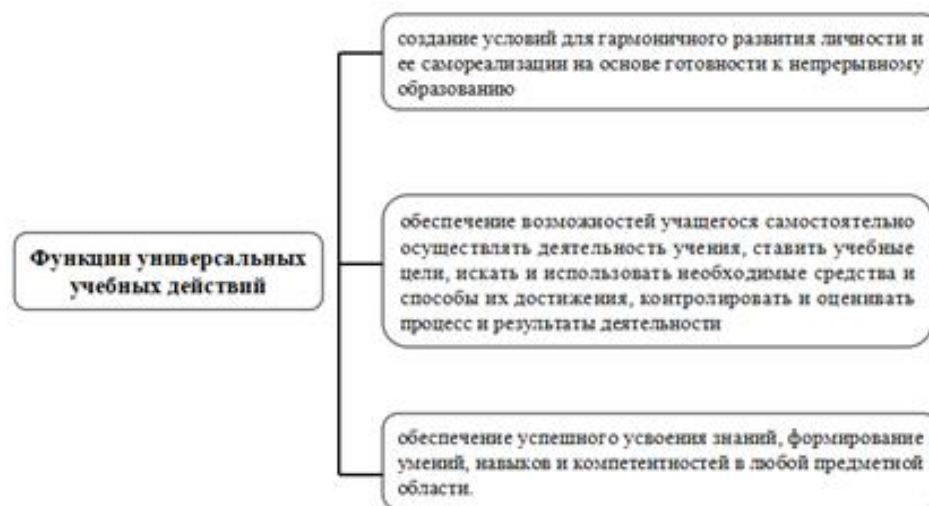 создание условий для гармоничного развития личности и
ее самореализации на основе готовности к непрерывному
образованию
Функции универсальных
учебных действий
обеспечение возможностей учащегося самостоятельно
осуществлять деятельность учения, ставить учебные
цели, искать и использовать необходимые средства и
способы их достижения, контролировать и оценивать
процесс и результаты деятельности
обеспечение успешного усвоения знаний, формирование
умений, навыков и компетентностей в любой предметной
области.